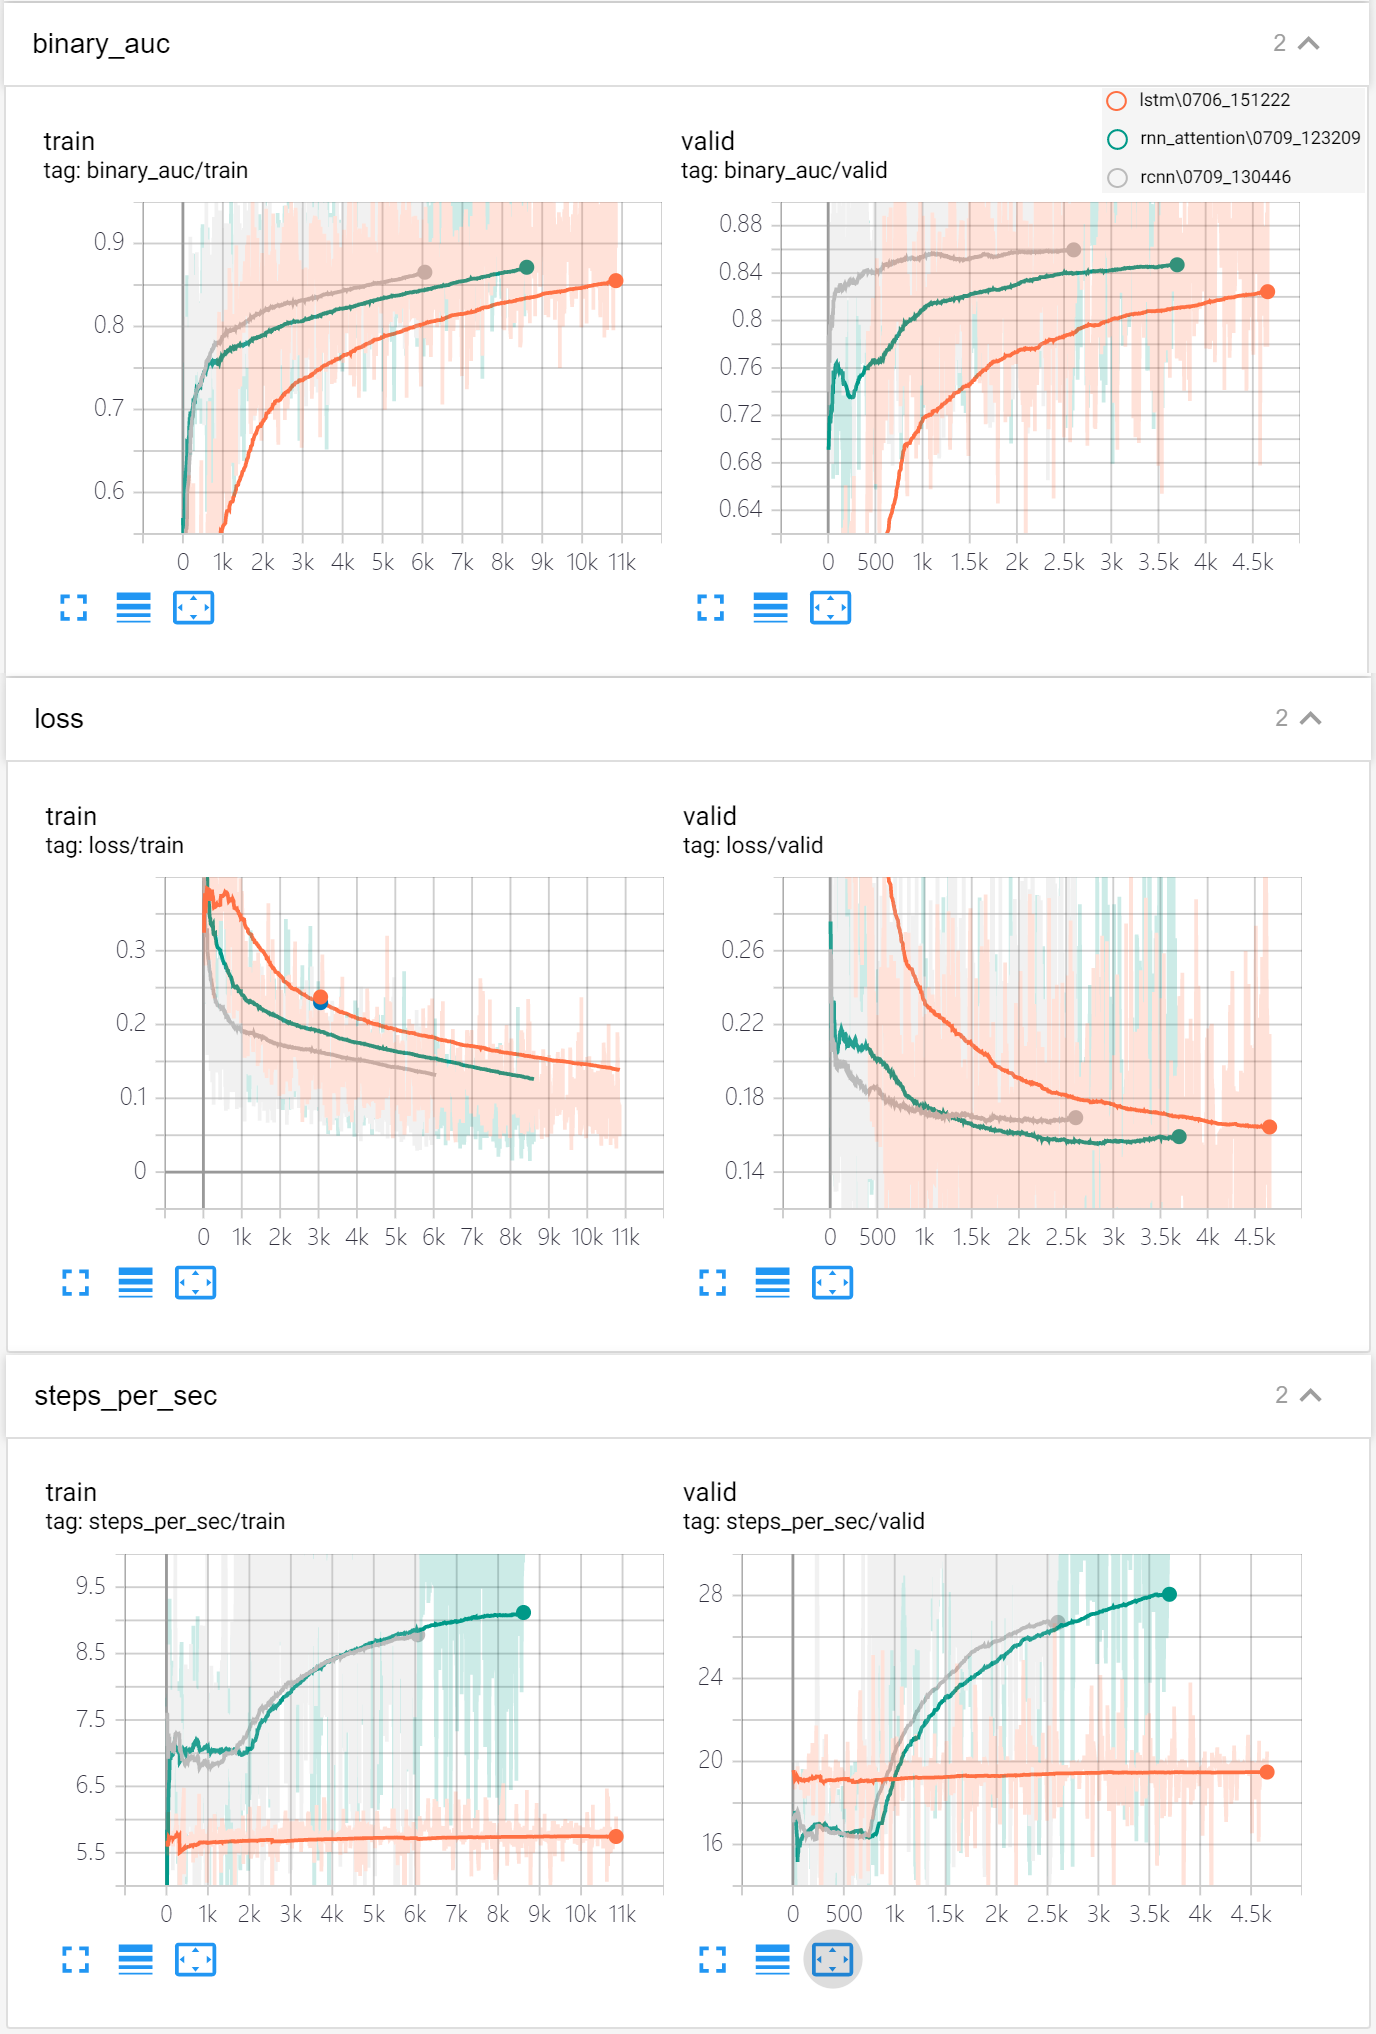 binary_auc
2
lstm\0706_151222
rnn_attention\0709_123209
rcnn\0709_130446
train
tag: binary_auc/train
0.9
0.8
0.7
0.6
0 1k 2k 3k 4k 5k 6k 7k 8k 9k 10k 11k
valid
tag: binary_auc/valid
0.88
0.84
0.8
0.76
0.72
0.68
0.64
0 500 1k 1.5k 2k 2.5k 3k 3.5k 4k 4.5k
loss
2
train
tag: loss/train
0.3
0.2
0.1
0
0 1k 2k 3k 4k 5k 6k 7k 8k 9k 10k 11k
valid
tag: loss/valid
0.26
0.22
0.18
0.14
0 500 1k 1.5k 2k 2.5k 3k 3.5k 4k 4.5k
steps_per_sec
2
train
tag: steps_per_sec/train
9.5
8.5
7.5
6.5
5.5
0 1k 2k 3k 4k 5k 6k 7k 8k 9k 10k 11k
valid
tag: steps_per_sec/valid
28
24
20
16
0 500 1k 1.5k 2k 2.5k 3k 3.5k 4k 4.5k